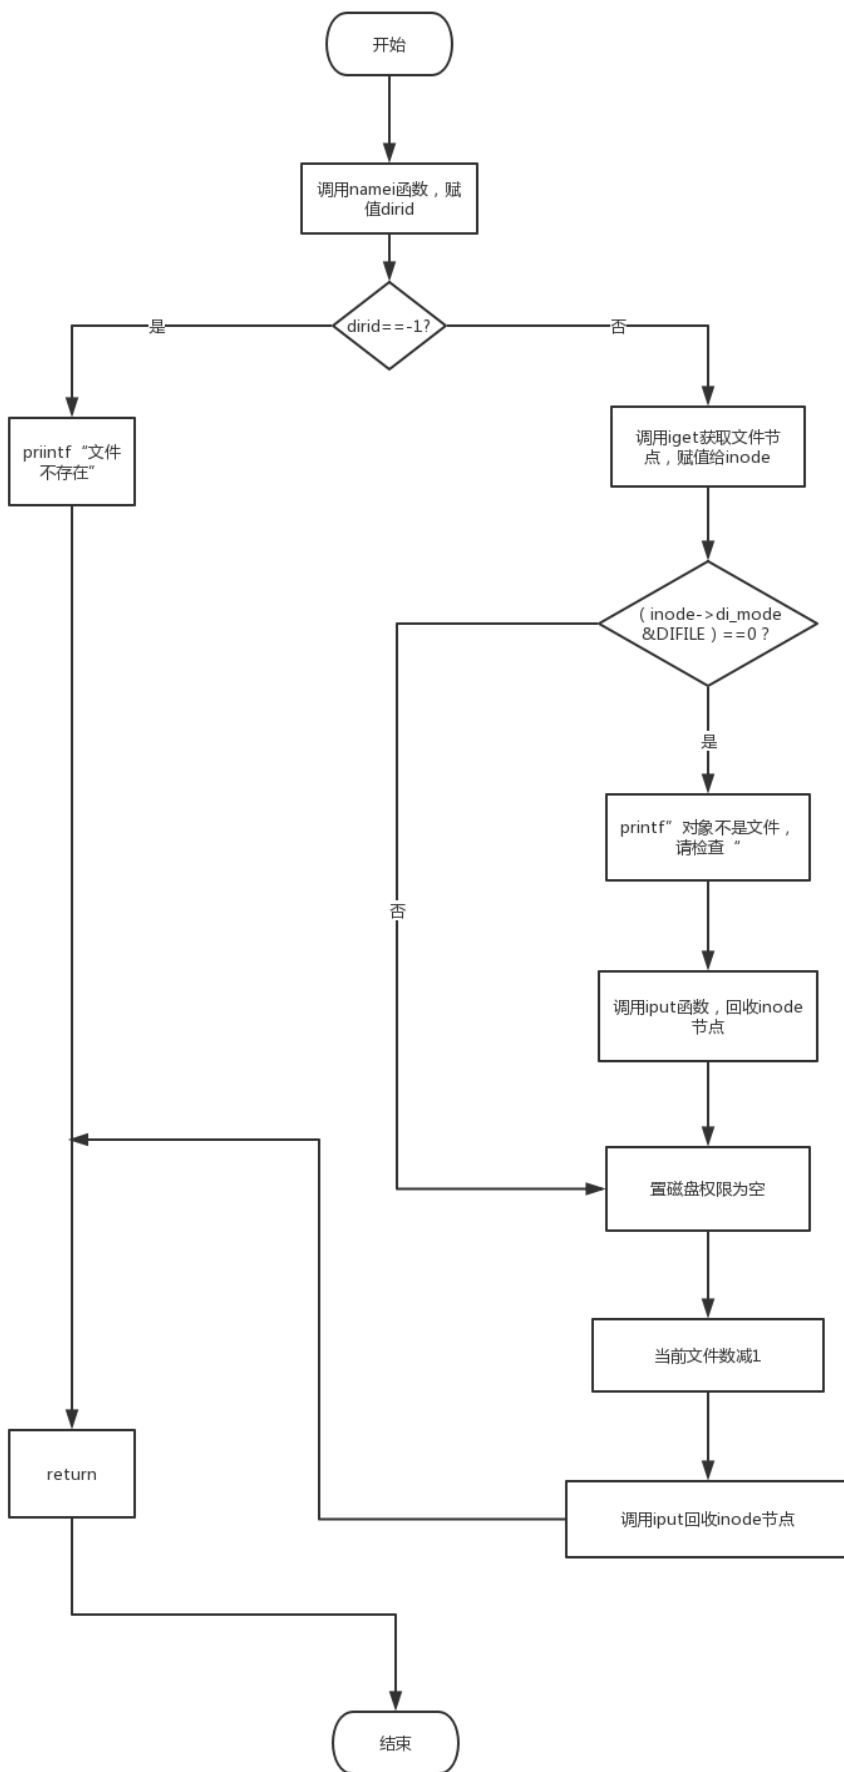 开始
调用namei函数，赋
值dirid
dirid==-1?
是
否
priintf“文件
不存在”
调用iget获取文件节
点，赋值给inode
（inode->di_mode
&DIFILE）==0？
是
printf”对象不是文件，
请检查“
否
调用iput函数，回收inode
节点
置磁盘权限为空
当前文件数减1
return
调用iput回收inode节点
结束